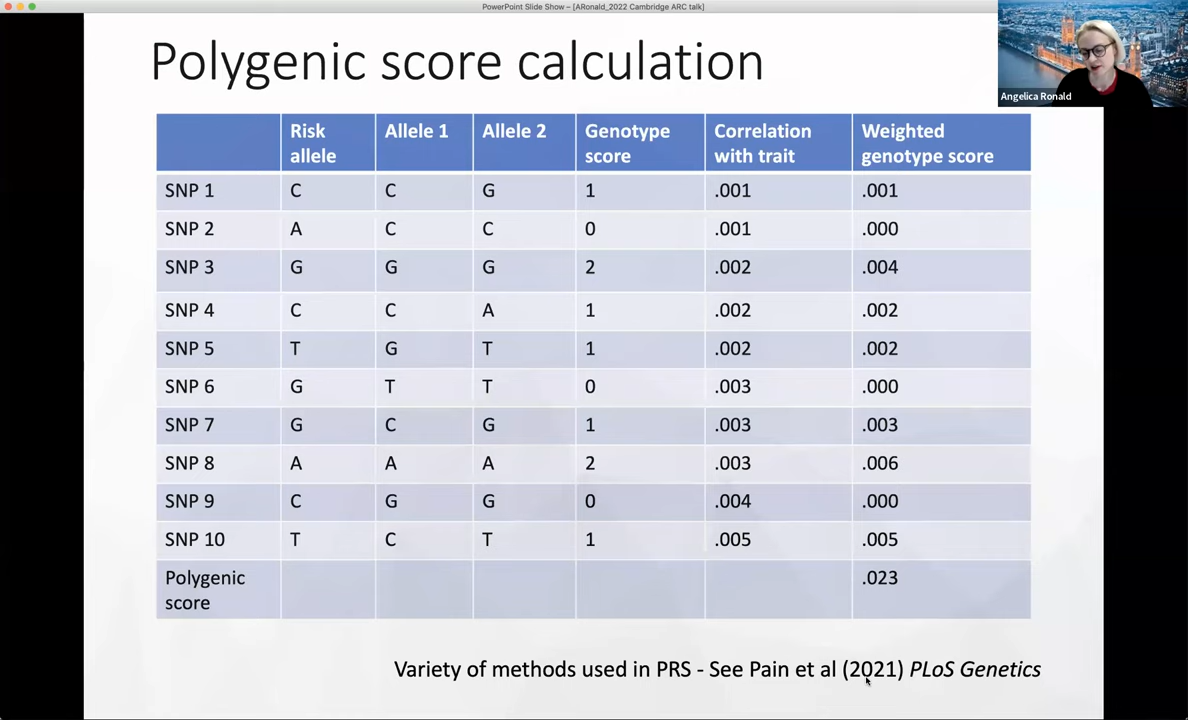 PowerPoint Slide Show – [ARonald_2022 Cambridge ARC talk]
Polygenic score calculation
Angelica Ronald
Risk allele Allele 1 Allele 2 Genotype score Correlation with trait Weighted genotype score
SNP 1 C C G 1 .001 .001
SNP 2 A C C 0 .001 .000
SNP 3 G G G 2 .002 .004
SNP 4 C C A 1 .002 .002
SNP 5 T G T 1 .002 .002
SNP 6 G T T 0 .003 .000
SNP 7 G C G 1 .003 .003
SNP 8 A A A 2 .003 .006
SNP 9 C G G 0 .004 .000
SNP 10 T C T 1 .005 .005
Polygenic score .023
Variety of methods used in PRS - See Pain et al (2021) PLoS Genetics